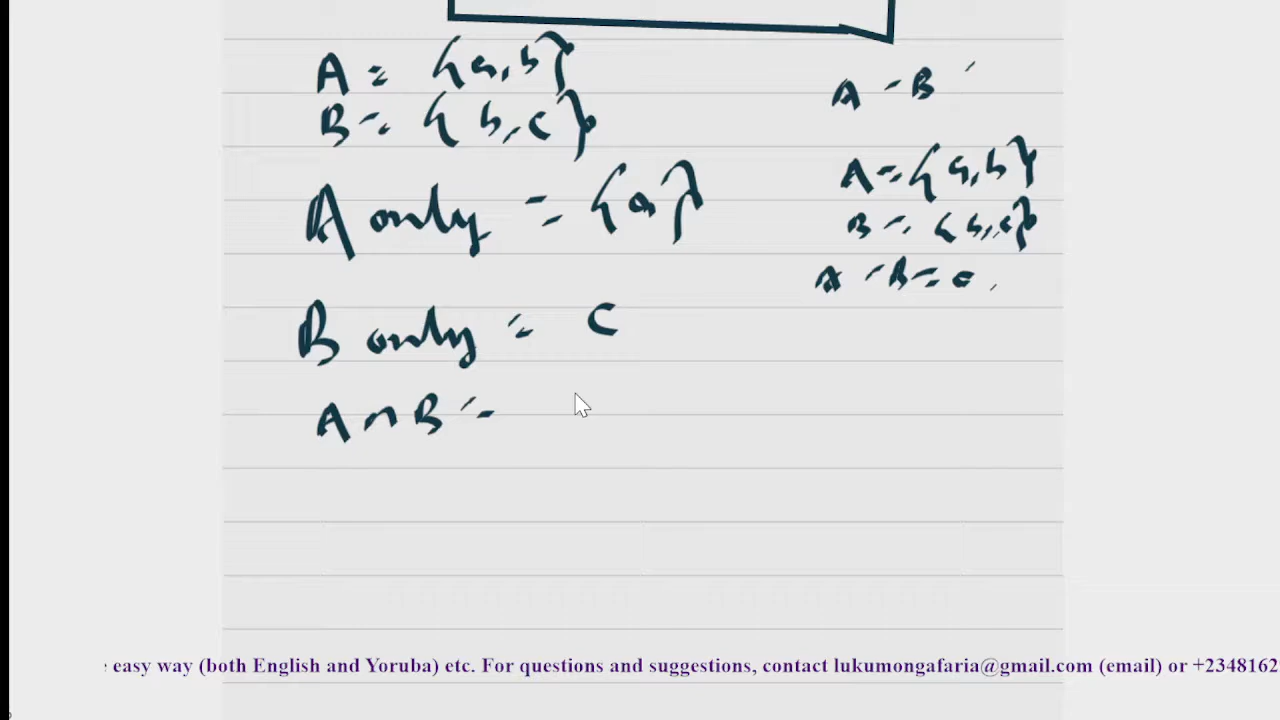 A = {a, b}
B = {b, c}
A only = {a}
B only = c
A ∩ B =
A - B
A = {a, b}
B = {b, c}
A - B =
: easy way (both English and Yoruba) etc. For questions and suggestions, contact lukumongafaria@gmail.com (email) or +2348162